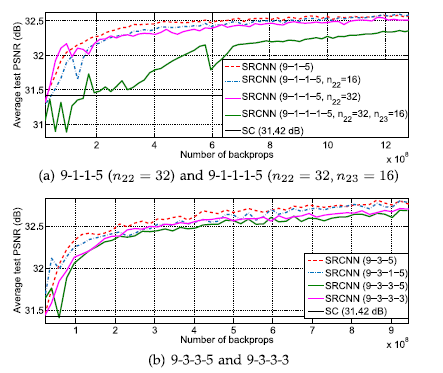 Average test PSNR (dB)
32.5
32
31.5
31
SRCNN (9−1−5)
SRCNN (9−1−1−5, n22=16)
SRCNN (9−1−1−5, n22=32)
SRCNN (9−1−1−1−5, n22=32, n23=16)
SC (31.42 dB)
2 4 6 8 10 12
Number of backprops
x 10^8
(a) 9-1-1-5 (n22 = 32) and 9-1-1-1-5 (n22 = 32, n23 = 16)
Average test PSNR (dB)
32.5
32
31.5
SRCNN (9−3−5)
SRCNN (9−3−1−5)
SRCNN (9−3−3−5)
SRCNN (9−3−3−3)
SC (31.42 dB)
1 2 3 4 5 6 7 8 9
Number of backprops
x 10^8
(b) 9-3-3-5 and 9-3-3-3